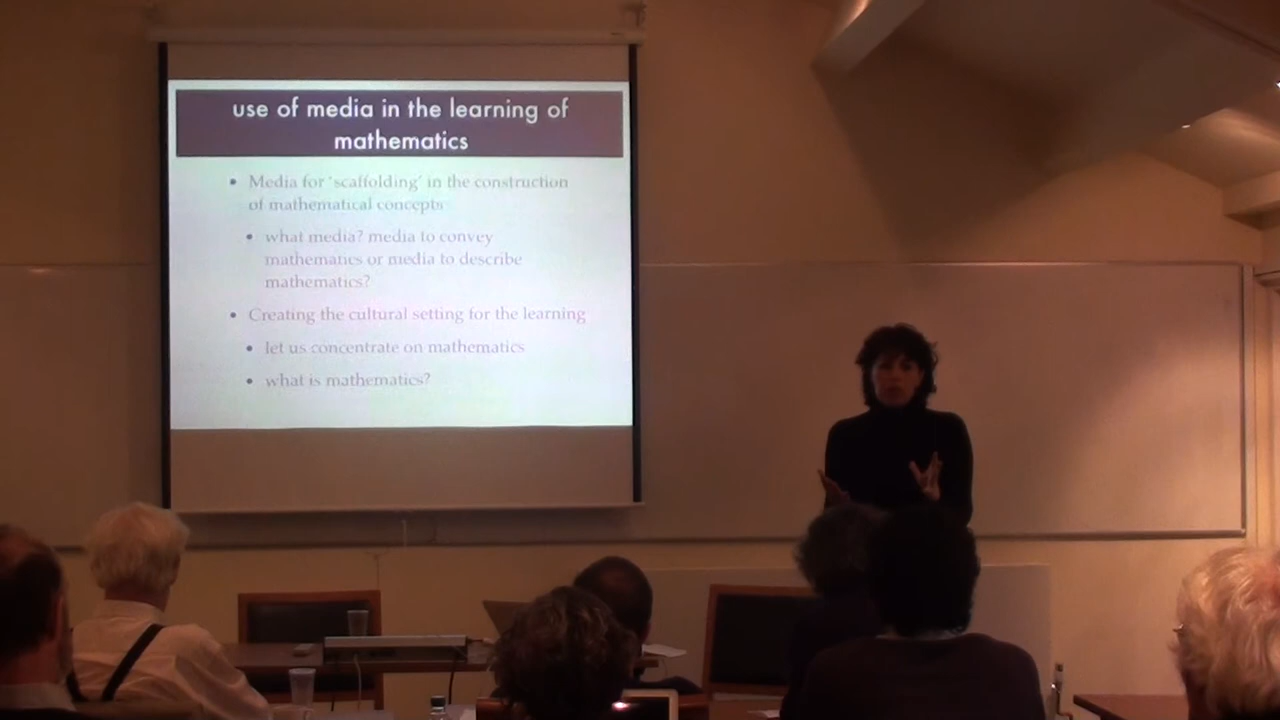 use of media in the learning of
mathematics
• Media for 'scaffolding' in the construction
of mathematical concepts
• what media? media to convey
mathematics or media to describe
mathematics?
• Creating the cultural setting for the learning
• let us concentrate on mathematics
• what is mathematics?